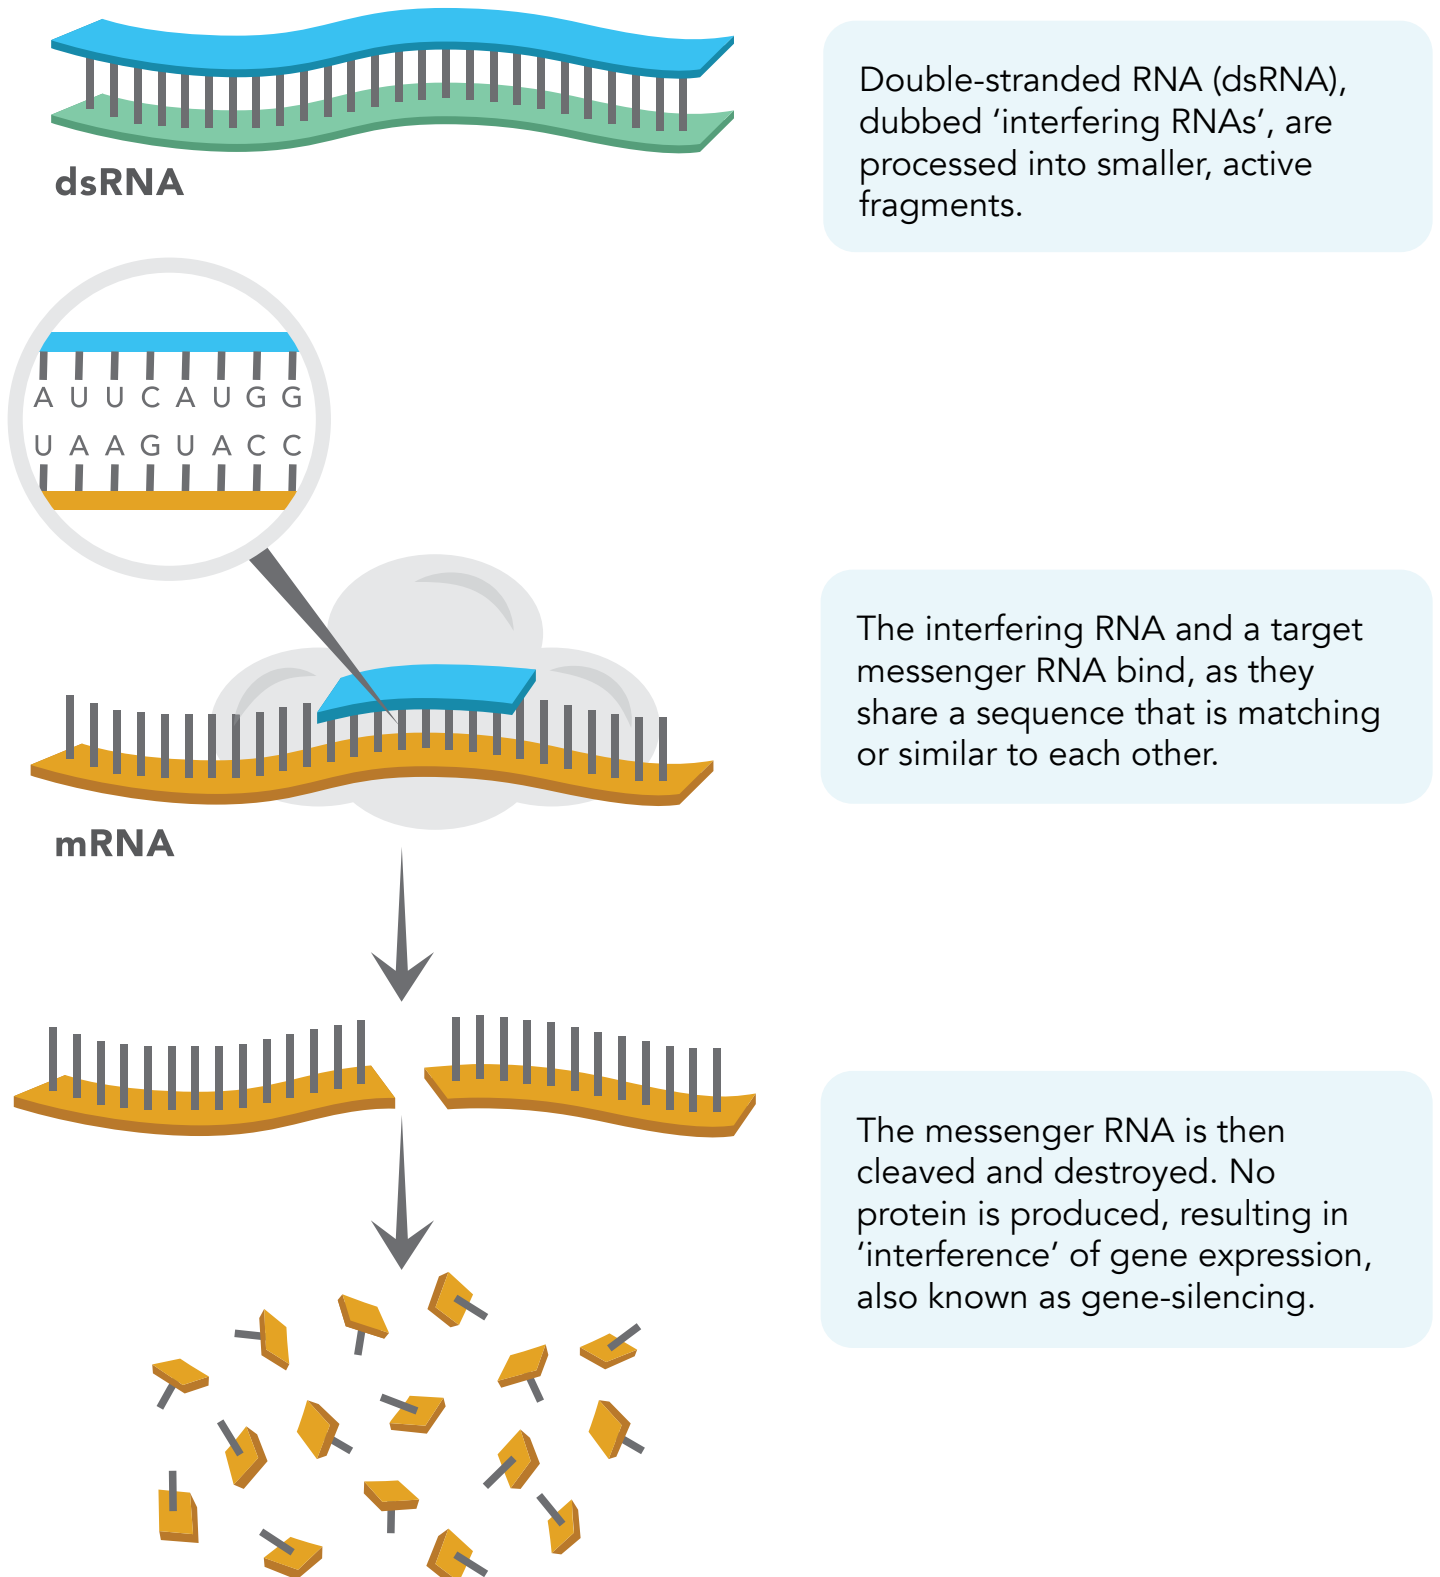 Double-stranded RNA (dsRNA),
dubbed ‘interfering RNAs’, are
processed into smaller, active
fragments.
dsRNA
A U U C A U G G
U A A G U A C C
The interfering RNA and a target
messenger RNA bind, as they
share a sequence that is matching
or similar to each other.
mRNA
The messenger RNA is then
cleaved and destroyed. No
protein is produced, resulting in
‘interference’ of gene expression,
also known as gene-silencing.